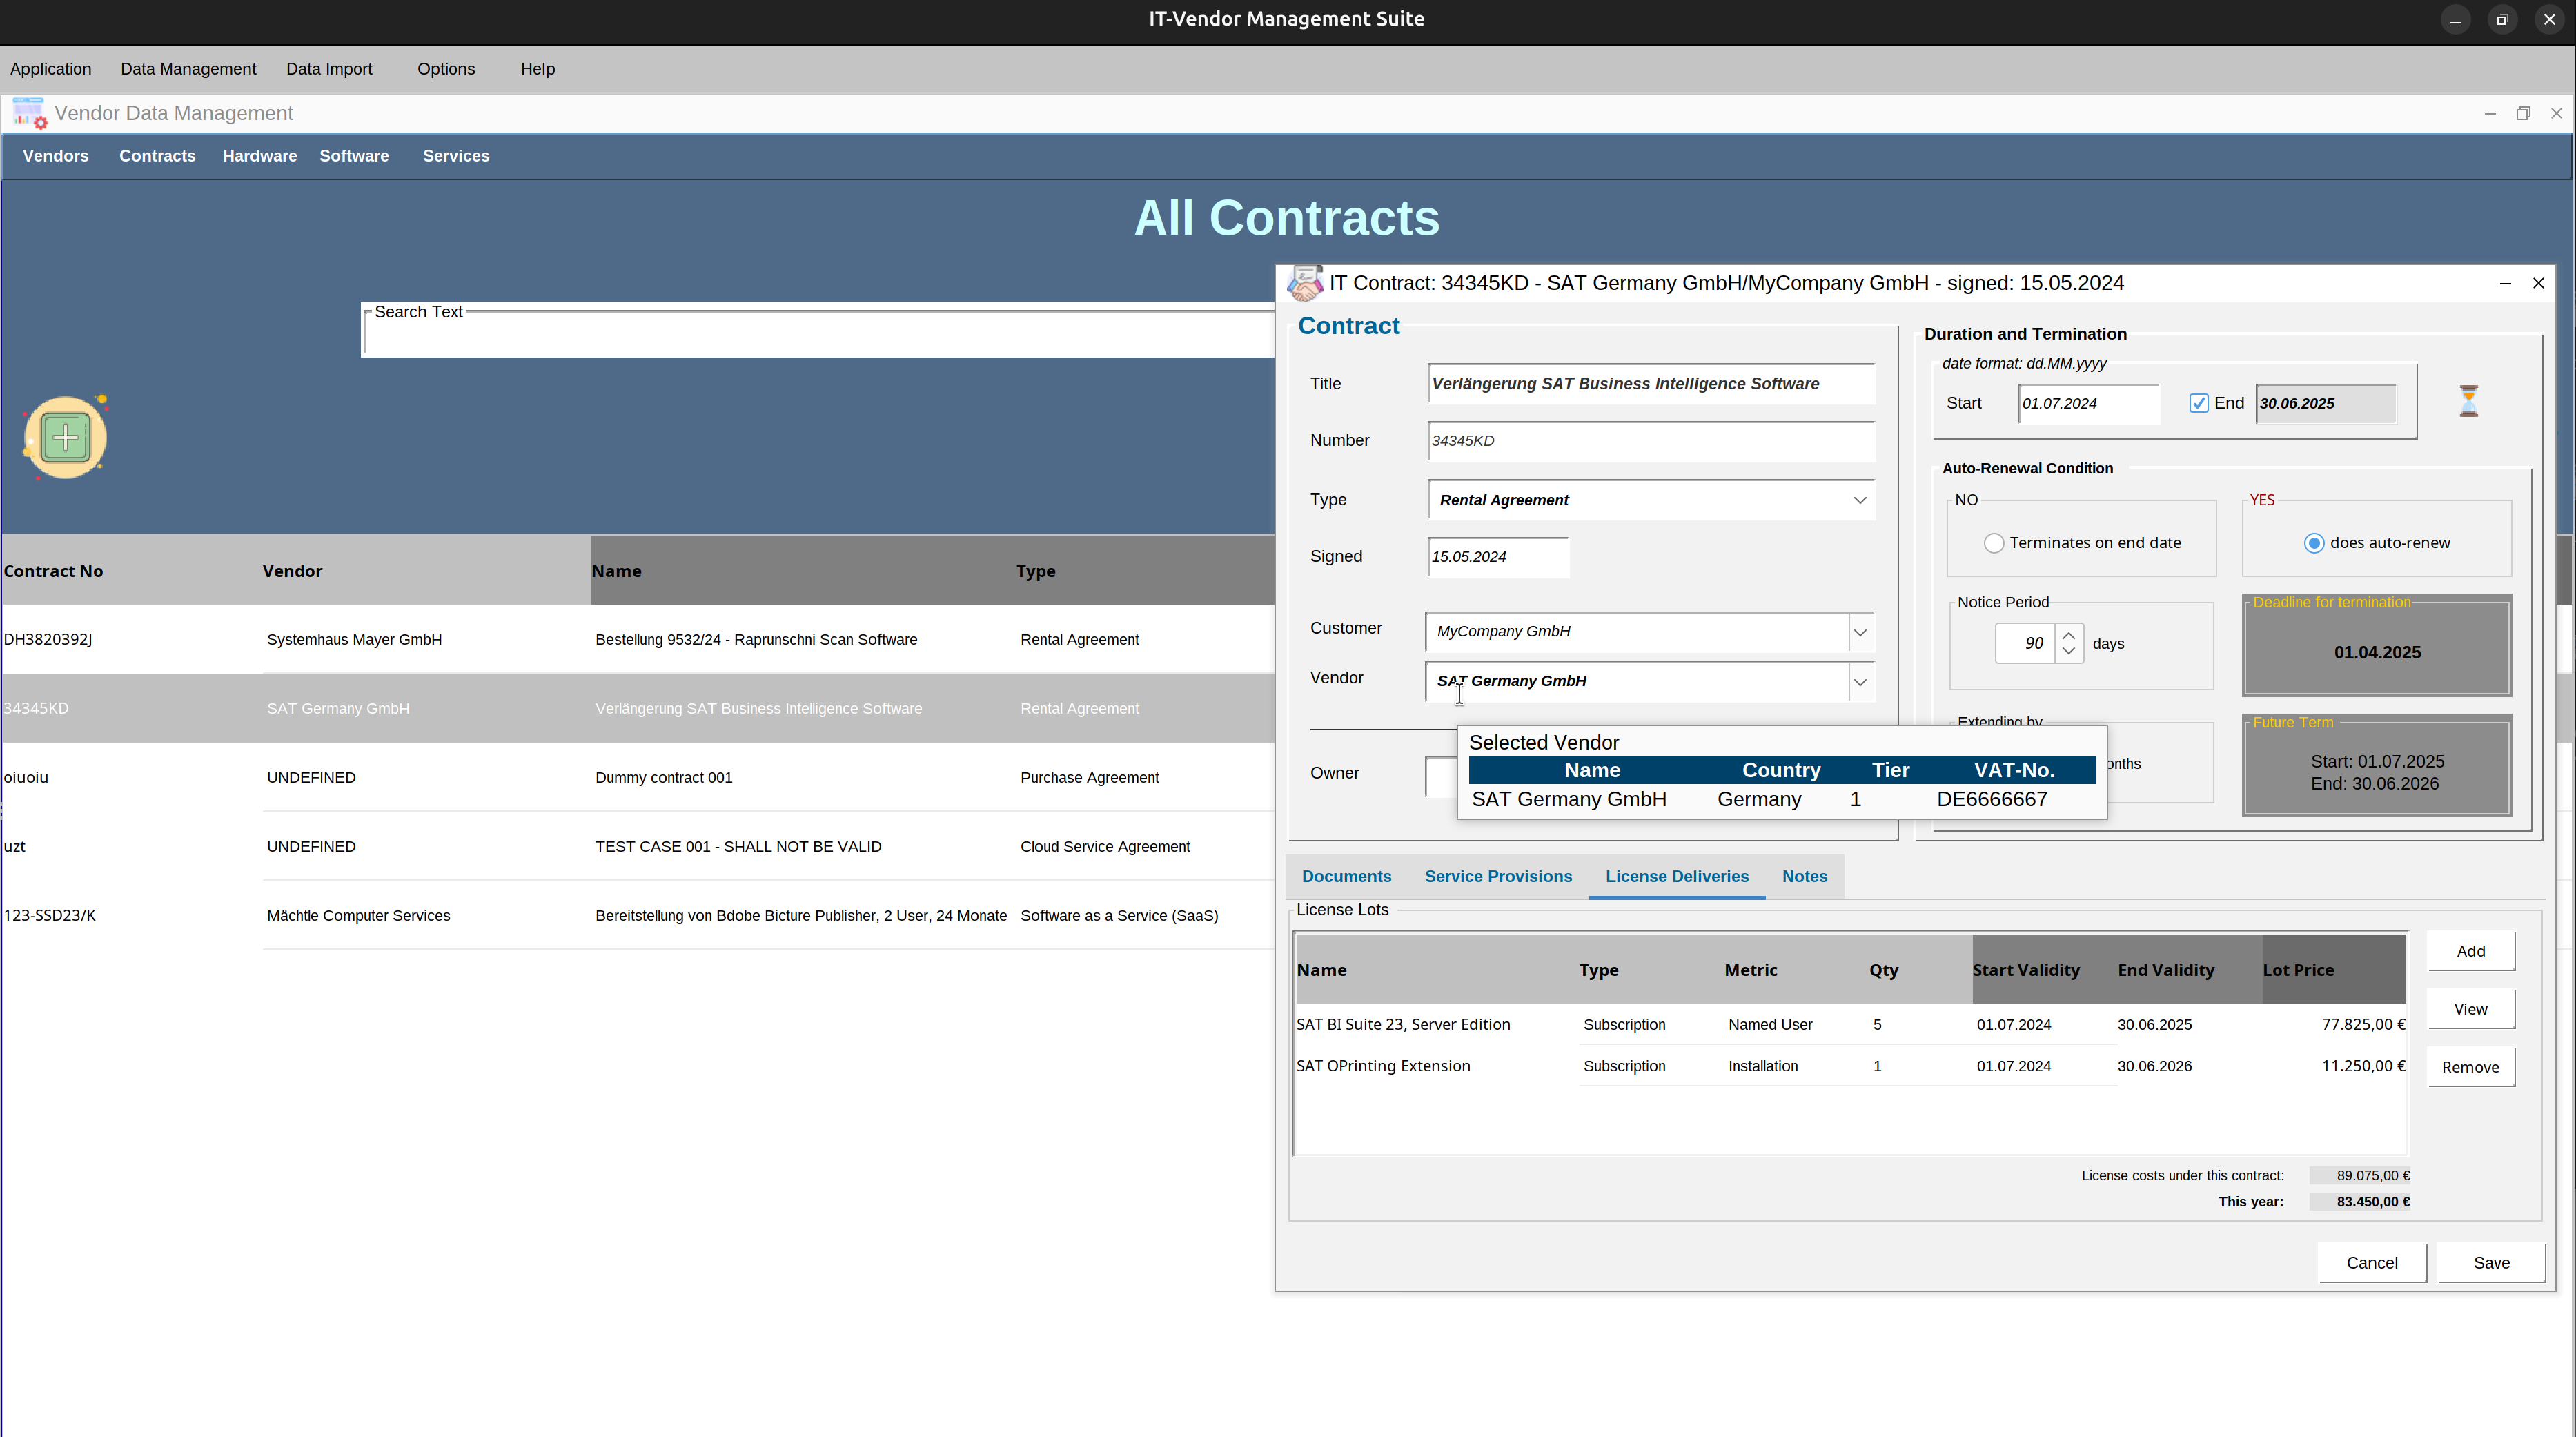 IT-Vendor Management Suite
Application Data Management Data Import Options Help
Vendor Data Management
Vendors Contracts Hardware Software Services
All Contracts
Search Text
Contract No Vendor Name Type
DH3820392J Systemhaus Mayer GmbH Bestellung 9532/24 - Raprunschni Scan Software Rental Agreement
34345KD SAT Germany GmbH Verlängerung SAT Business Intelligence Software Rental Agreement
oiuoiu UNDEFINED Dummy contract 001 Purchase Agreement
uzt UNDEFINED TEST CASE 001 - SHALL NOT BE VALID Cloud Service Agreement
123-SSD23/K Mächtle Computer Services Bereitstellung von Bdobe Bicture Publisher, 2 User, 24 Monate Software as a Service (SaaS)
IT Contract: 34345KD - SAT Germany GmbH/MyCompany GmbH - signed: 15.05.2024
Contract
Title Verlängerung SAT Business Intelligence Software
Number 34345KD
Type Rental Agreement
Signed 15.05.2024
Customer MyCompany GmbH
Vendor SAT Germany GmbH
Owner
Selected Vendor
Name Country Tier VAT-No.
SAT Germany GmbH Germany 1 DE6666667
Duration and Termination
date format: dd.MM.yyyy
Start 01.07.2024 End 30.06.2025
Auto-Renewal Condition
NO
Terminates on end date
YES
does auto-renew
Notice Period
90 days
Deadline for termination
01.04.2025
Extending by
onths
Future Term
Start: 01.07.2025
End: 30.06.2026
Documents Service Provisions License Deliveries Notes
License Lots
Name Type Metric Qty Start Validity End Validity Lot Price
SAT BI Suite 23, Server Edition Subscription Named User 5 01.07.2024 30.06.2025 77.825,00 €
SAT OPrinting Extension Subscription Installation 1 01.07.2024 30.06.2026 11.250,00 €
Add
View
Remove
License costs under this contract: 89.075,00 €
This year: 83.450,00 €
Cancel Save